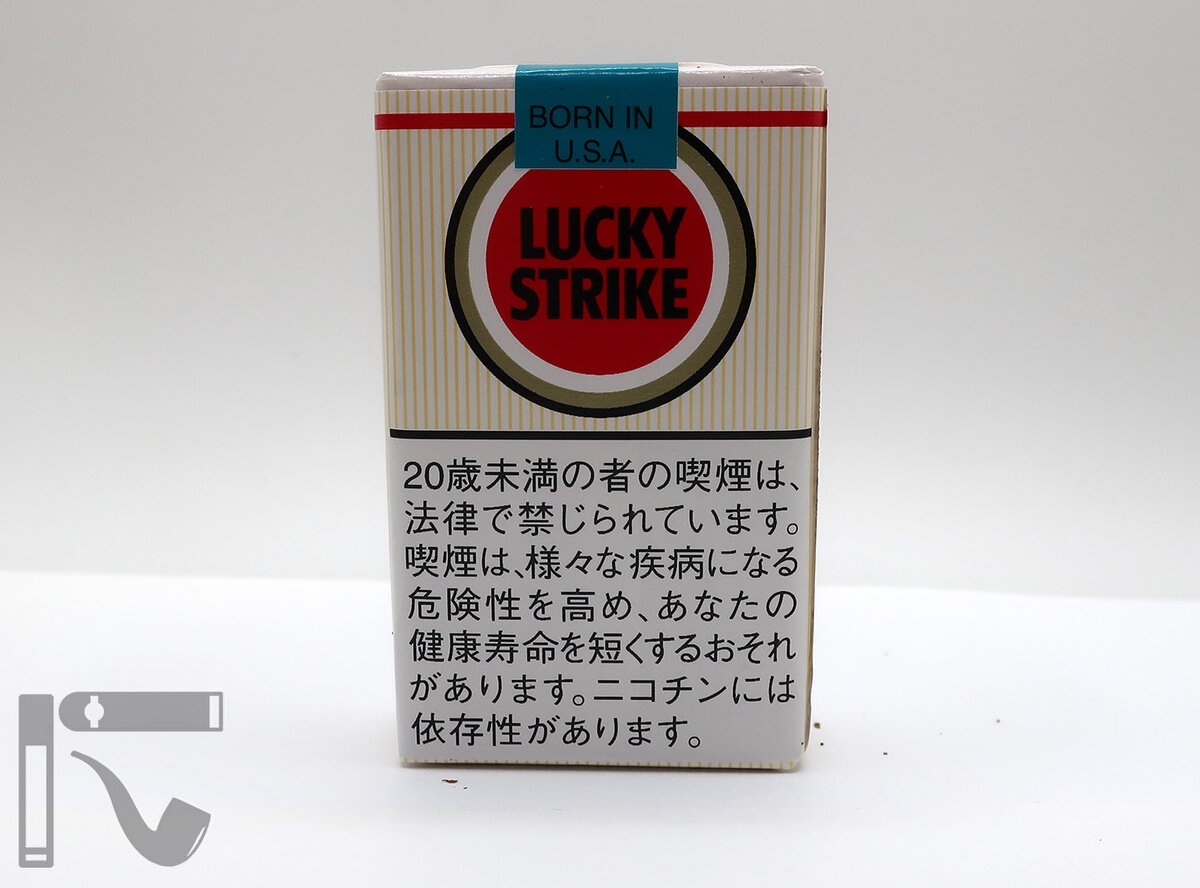 BORN IN
U.S.A.
LUCKY
STRIKE
20歳未満の者の喫煙は、
法律で禁じられています。
喫煙は、様々な疾病になる
危険性を高め、あなたの
健康寿命を短くするおそれ
があります。ニコチンには
依存性があります。